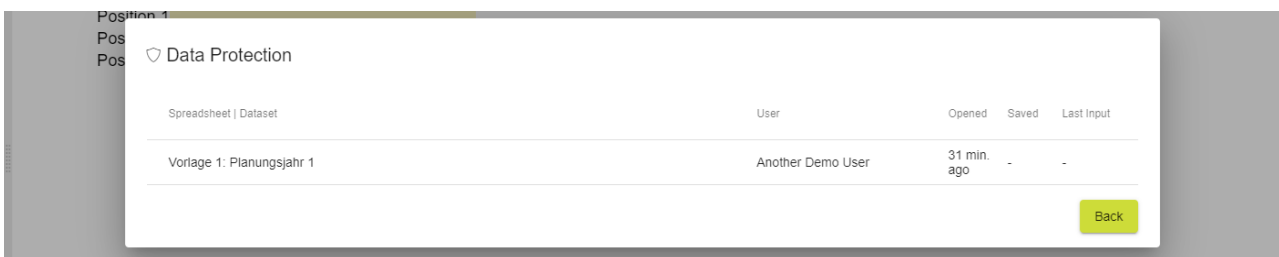 Position 1
Pos
Pos
Data Protection
Spreadsheet | Dataset User Opened Saved Last Input
Vorlage 1: Planungsjahr 1 Another Demo User 31 min. ago - -
Back